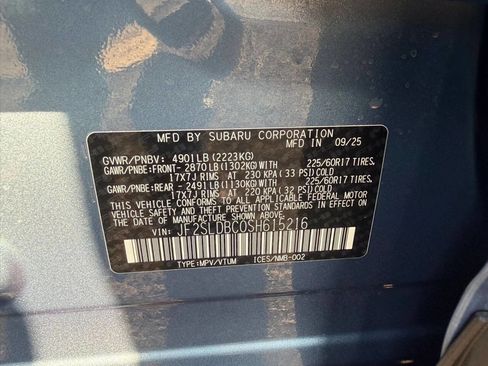 MFD BY SUBARU CORPORATION MFD IN 09/25
GVWR/PNBV: 4901LB(2223KG)
GAWR/PNBE:FRONT- 2870LB(1302KG)WITH 225/60R17 TIRES,
17X7J RIMS AT 230 KPA(33 PSI)COLD
GAWR/PNBE:REAR - 2491LB(1130KG)WITH 225/60R17 TIRES,
17X7J RIMS AT 220 KPA(32 PSI)COLD
THIS VEHICLE CONFORMS TO ALL APPLICABLE FEDERAL MOTOR
VEHICLE SAFETY AND THEFT PREVENTION STANDARDS IN EFFECT ON
THE DATE OF MANUFACTURE SHOWN ABOVE.
VIN: JF2SLDBC0SH615216
TYPE:MPV/VTUM ICES/NMB-002